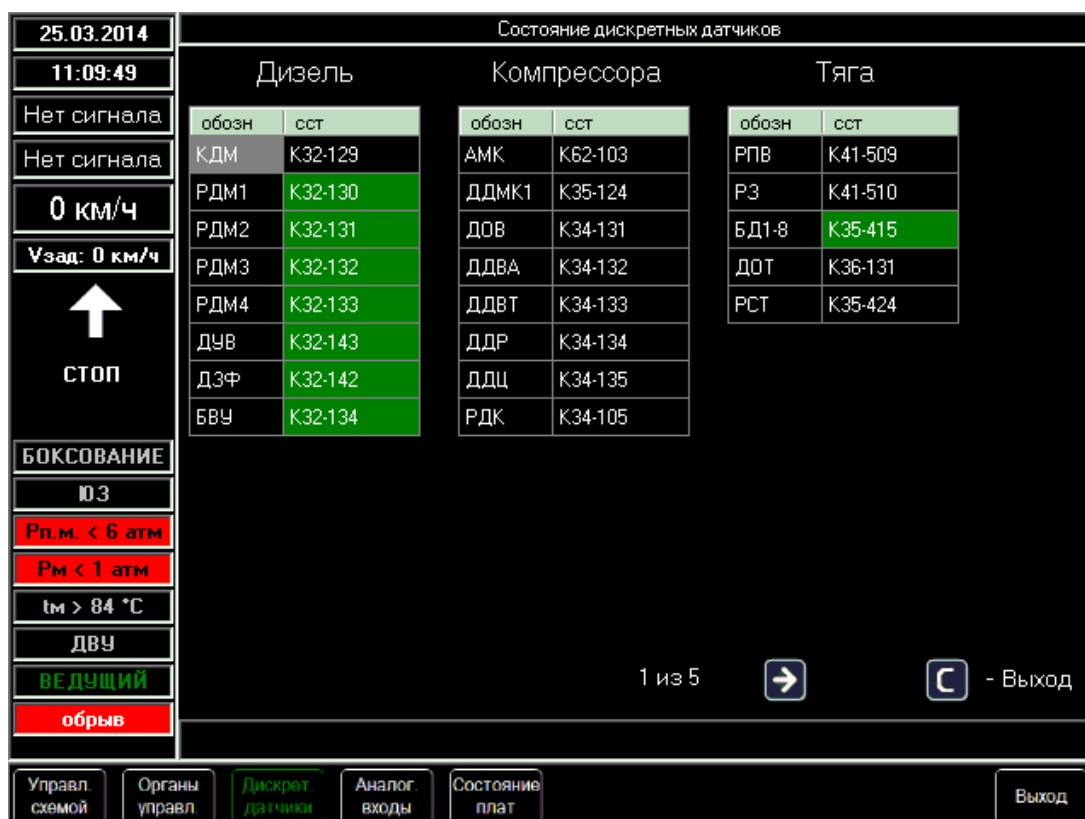 25.03.2014
11:09:49
Нет сигнала
Нет сигнала
0 км/ч
Vзад: 0 км/ч
СТОП
БОКСОВАНИЕ
ЮЗ
Рп.м. < 6 атм
Рм < 1 атм
tм > 84 °C
ДВУ
ВЕДУЩИЙ
обрыв
Состояние дискретных датчиков
Дизель
обозн сст
КДМ К32-129
РДМ1 К32-130
РДМ2 К32-131
РДМ3 К32-132
РДМ4 К32-133
ДУВ К32-143
ДЗФ К32-142
БВУ К32-134
Компрессора
обозн сст
АМК К62-103
ДДМК1 К35-124
ДОВ К34-131
ДДВА К34-132
ДДВТ К34-133
ДДР К34-134
ДДЦ К34-135
РДК К34-105
Тяга
обозн сст
РПВ К41-509
РЗ К41-510
БД1-8 К35-415
ДОТ К36-131
РСТ К35-424
1 из 5
C - Выход
Управл.
схемой
Органы
управл.
Дискрет.
датчики
Аналог.
входы
Состояние
плат
Выход